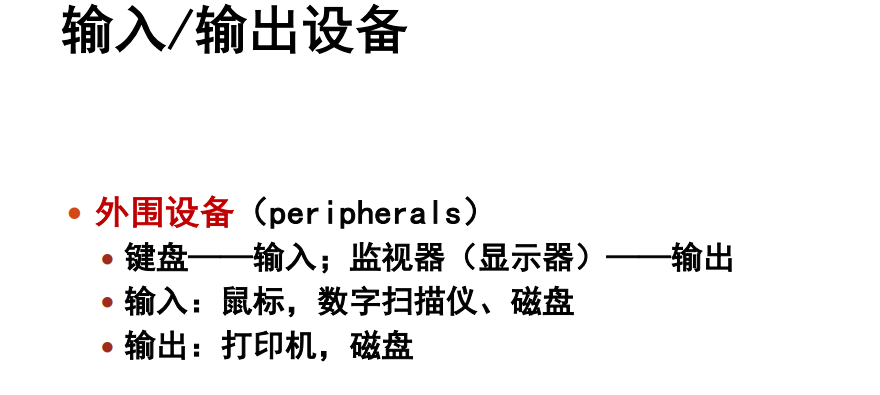 输入/输出设备
外围设备（peripherals）
键盘——输入；监视器（显示器）——输出
输入：鼠标，数字扫描仪、磁盘
输出：打印机，磁盘